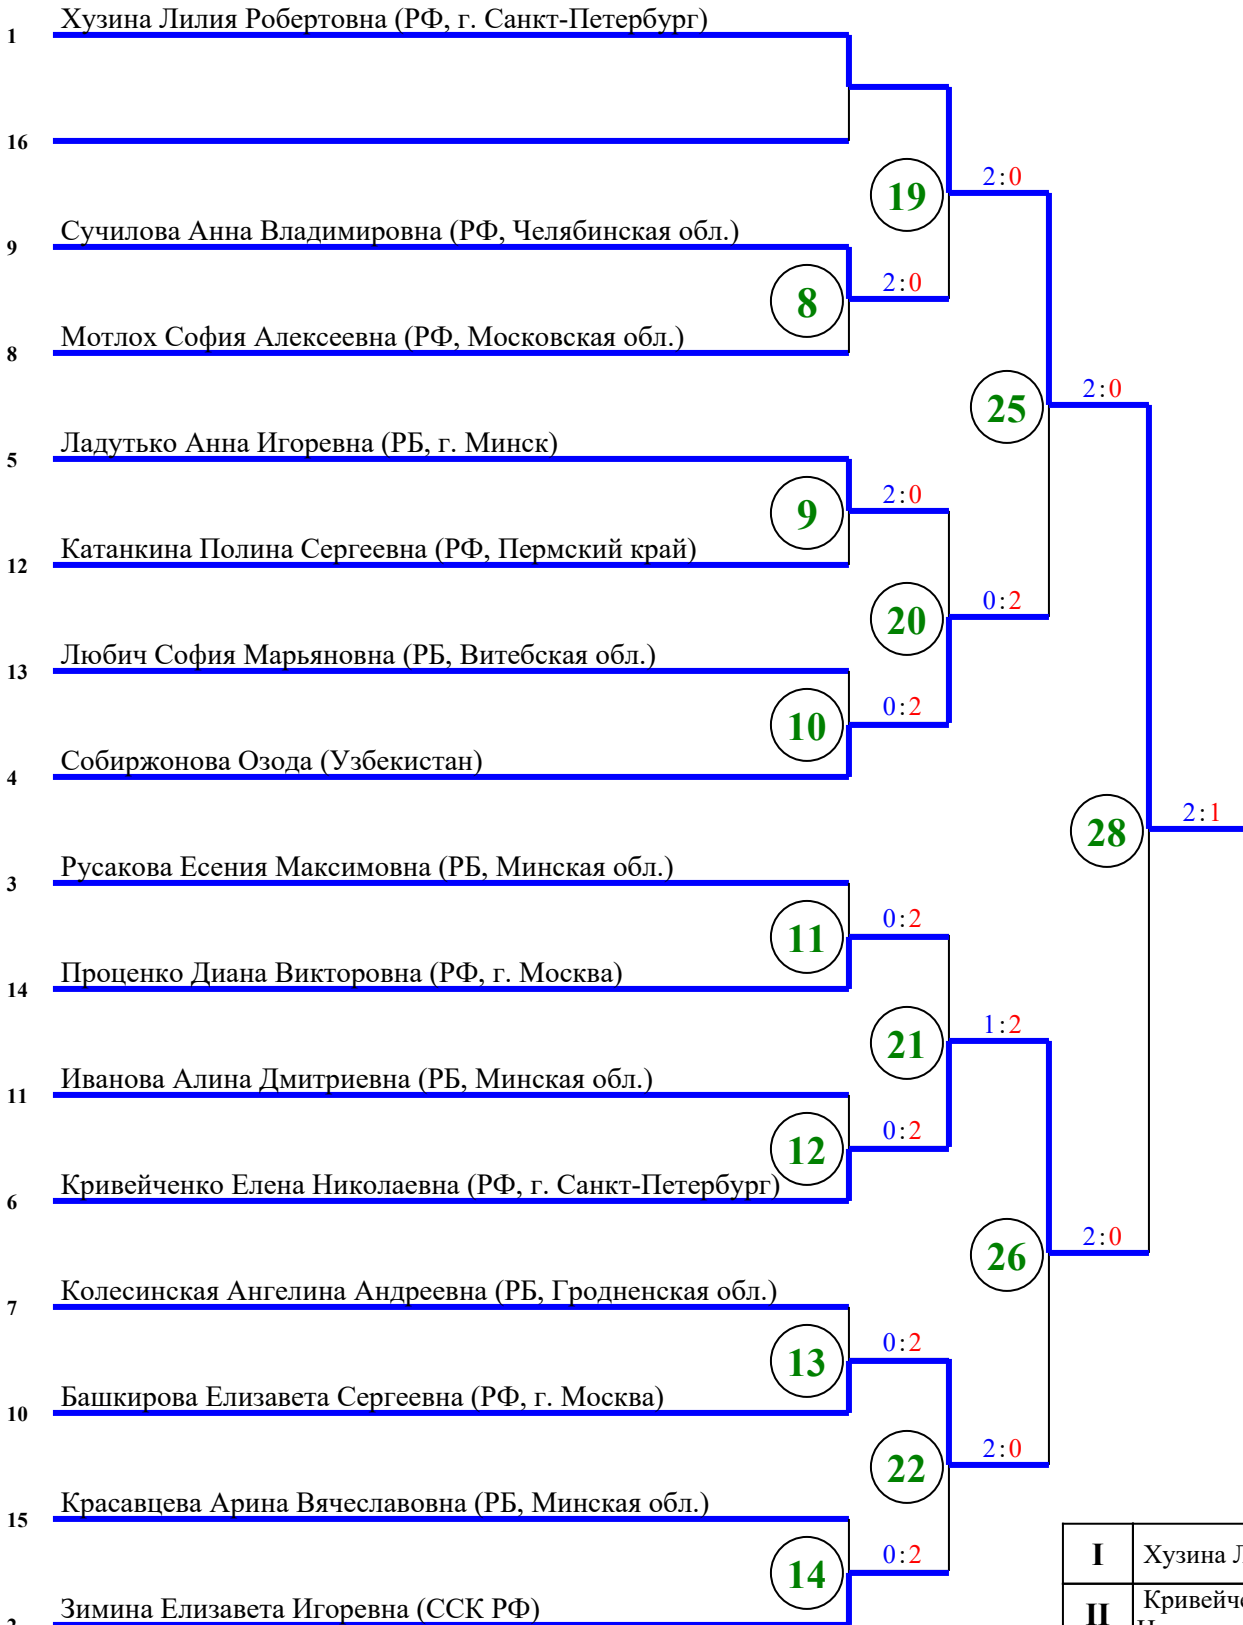 Хузина Лилия Робертовна (РФ, г. Санкт-Петербург)
1
16
19
2:0
Сучилова Анна Владимировна (РФ, Челябинская обл.)
9
8
2:0
Мотлох София Алексеевна (РФ, Московская обл.)
8
25
2:0
Ладутько Анна Игоревна (РБ, г. Минск)
5
9
2:0
Катанкина Полина Сергеевна (РФ, Пермский край)
12
20
0:2
Любич София Марьяновна (РБ, Витебская обл.)
13
10
0:2
Собиржонова Озода (Узбекистан)
4
28
2:1
Русакова Есения Максимовна (РБ, Минская обл.)
3
11
0:2
Проценко Диана Викторовна (РФ, г. Москва)
14
21
1:2
Иванова Алина Дмитриевна (РБ, Минская обл.)
11
12
0:2
Кривейченко Елена Николаевна (РФ, г. Санкт-Петербург)
6
26
2:0
Колесинская Ангелина Андреевна (РБ, Гродненская обл.)
7
13
0:2
Башкирова Елизавета Сергеевна (РФ, г. Москва)
10
22
2:0
Красавцева Арина Вячеславовна (РБ, Минская обл.)
15
14
0:2
Зимина Елизавета Игоревна (ССК РФ)
I Хузина
II